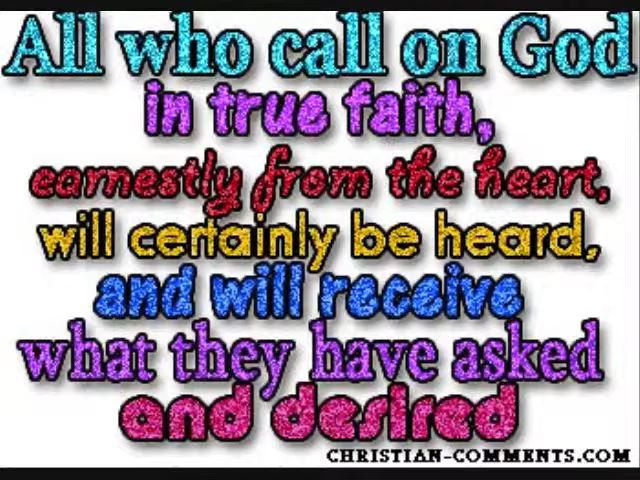 All who call on God
in true faith,
earnestly from the heart,
will certainly be heard,
and will receive
what they have asked
and desired
CHRISTIAN-COMMENTS.COM